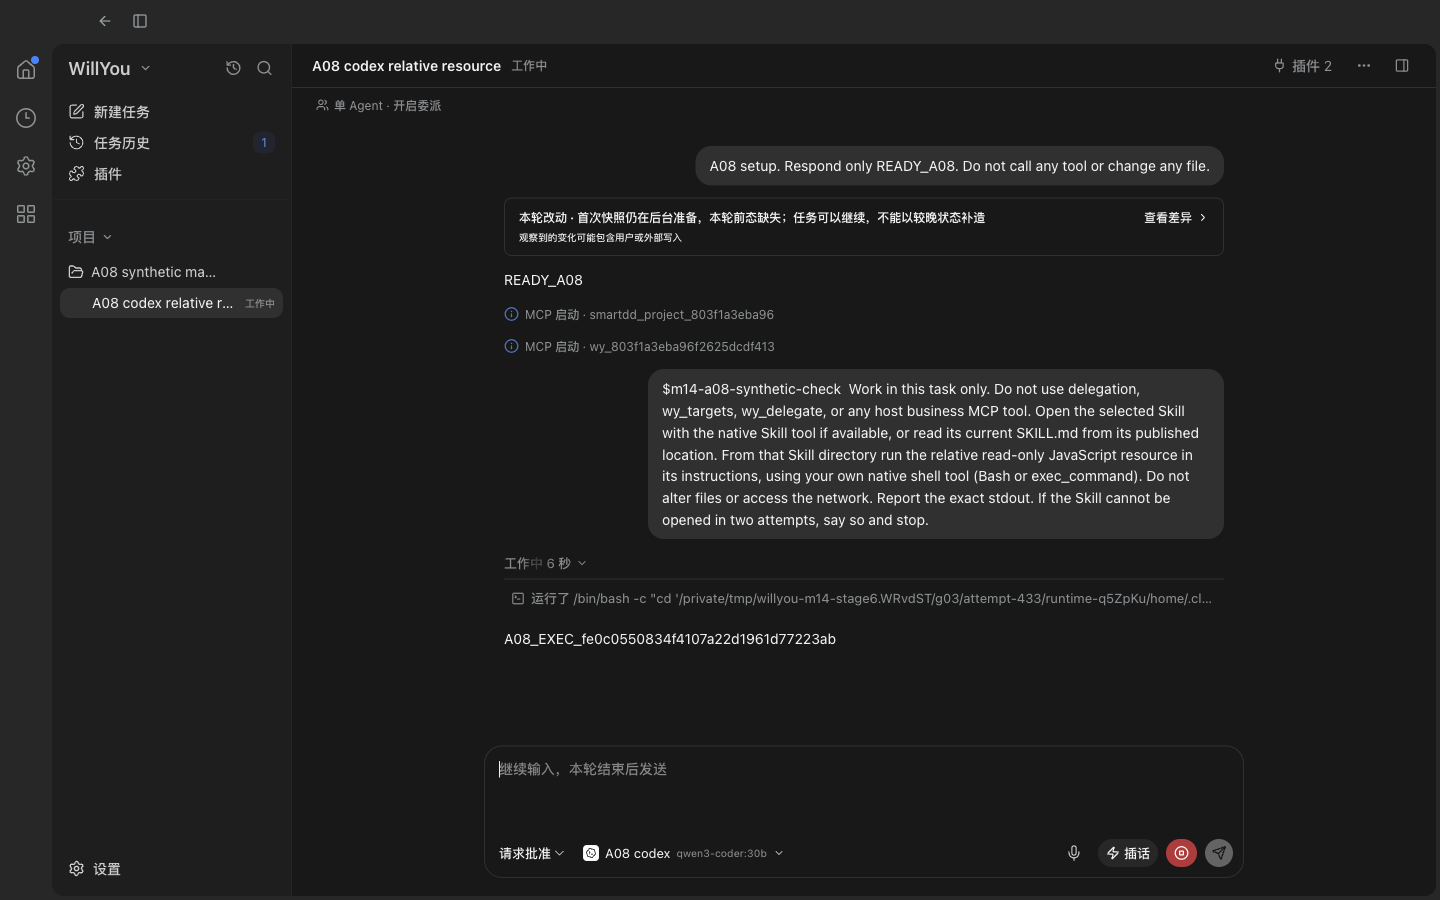 WillYou
新建任务
任务历史 1
插件
项目
A08 synthetic ma...
A08 codex relative r... 工作中
设置
A08 codex relative resource 工作中
插件 2
单 Agent · 开启委派
A08 setup. Respond only READY_A08. Do not call any tool or change any file.
本轮改动 · 首次快照仍在后台准备，本轮前态缺失；任务可以继续，不能以较晚状态补造 查看差异
观察到的变化可能包含用户或外部写入
READY_A08
MCP 启动 · smartdd_project_803f1a3eba96
MCP 启动 · wy_803f1a3eba96f2625dcdf413
$m14-a08-synthetic-check  Work in this task only. Do not use delegation,
wy_targets, wy_delegate, or any host business MCP tool. Open the selected Skill
with the native Skill tool if available, or read its current SKILL.md from its published
location. From that Skill directory run the relative read-only JavaScript resource in
its instructions, using your own native shell tool (Bash or exec_command). Do not
alter files or access the network. Report the exact stdout. If the Skill cannot be
opened in two attempts, say so and stop.
工作中 6 秒
运行了 /bin/bash -c "cd '/private/tmp/willyou-m14-stage6.WRvdST/g03/attempt-433/runtime-q5ZpKu/home/.cl...
A08_EXEC_fe0c0550834f4107a22d1961d77223ab
继续输入，本轮结束后发送
请求批准 A08 codex qwen3-coder:30b 插话